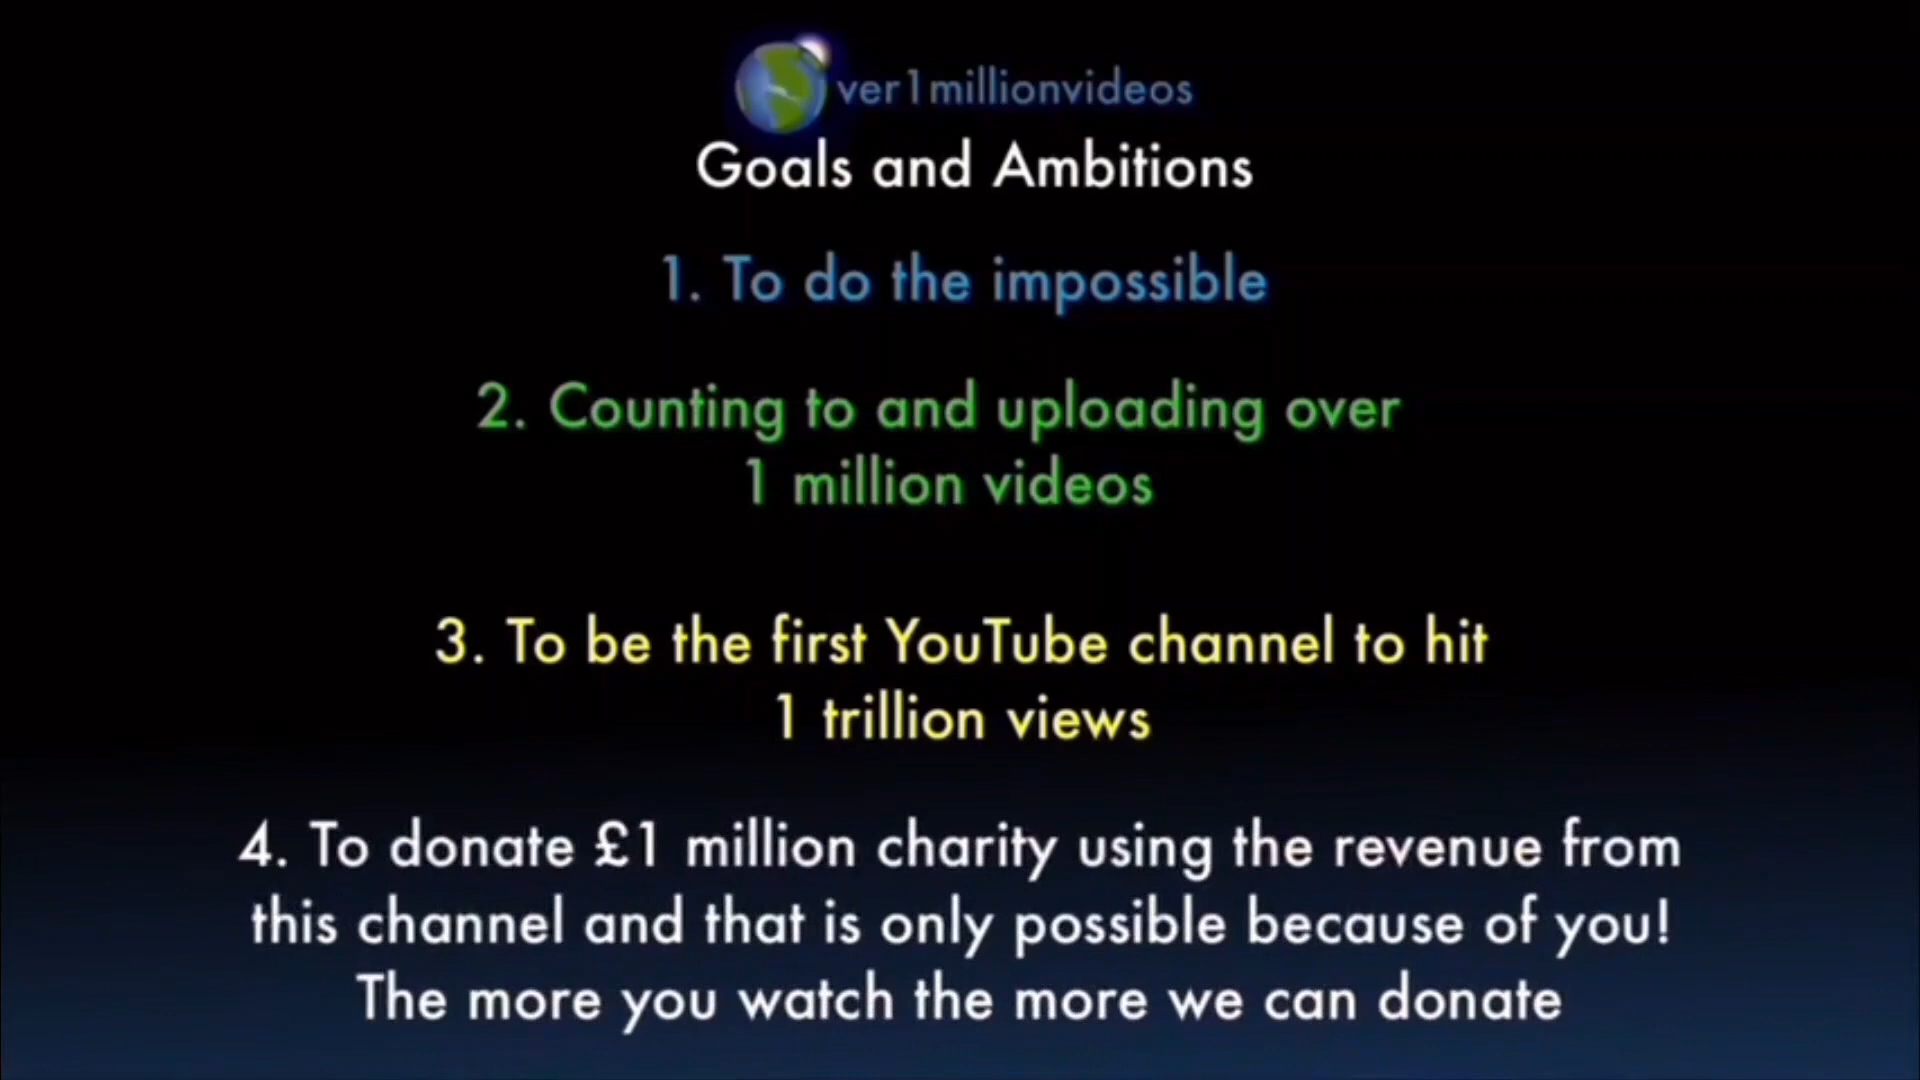 ver1millionvideos
Goals and Ambitions
1. To do the impossible
2. Counting to and uploading over
1 million videos
3. To be the first YouTube channel to hit
1 trillion views
4. To donate £1 million charity using the revenue from
this channel and that is only possible because of you!
The more you watch the more we can donate